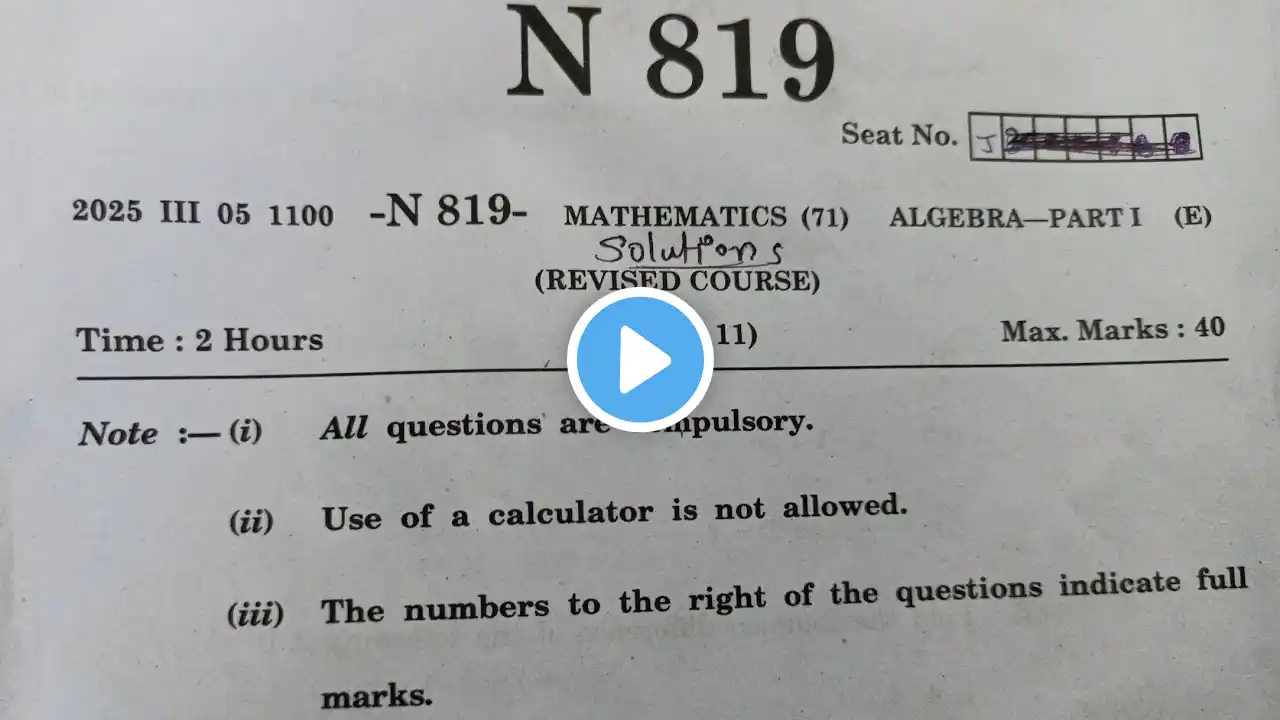 N 819
Seat No. J
2025 III 05 1100 -N 819- MATHEMATICS (71) ALGEBRA—PART I (E)
Solutions
(REVISED COURSE)
Time : 2 Hours 11) Max. Marks : 40
Note :— (i) All questions are compulsory.
(ii) Use of a calculator is not allowed.
(iii) The numbers to the right of the questions indicate full
marks.